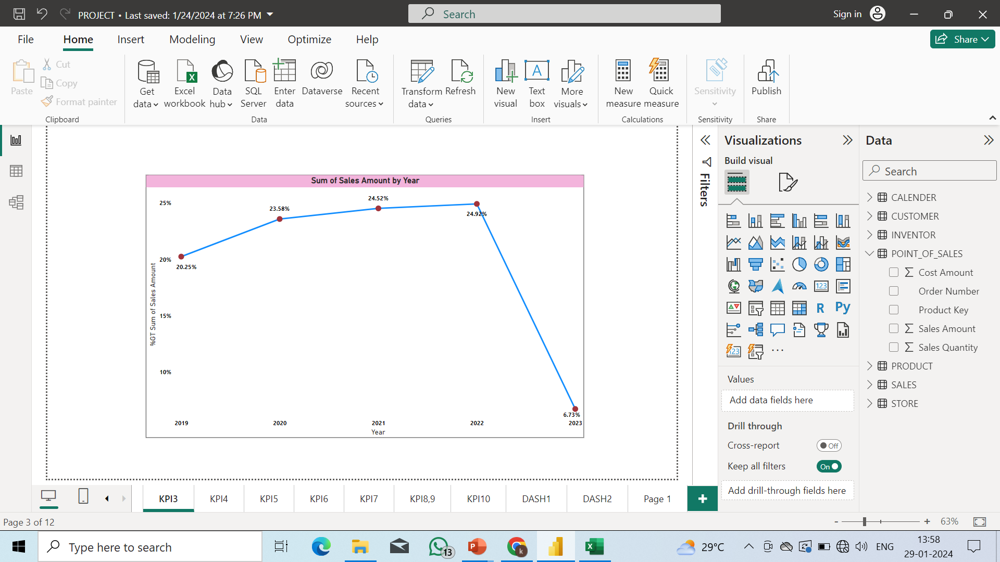 PROJECT • Last saved: 1/24/2024 at 7:26 PM
Search
Sign in
File Home Insert Modeling View Optimize Help
Share
Paste
Cut
Copy
Format painter
Clipboard
Get data
Excel workbook
Data hub
SQL Server
Enter data
Dataverse
Recent sources
Data
Transform data
Refresh
Queries
New visual
Text box
More visuals
Insert
New measure
Quick measure
Calculations
Sensitivity
Sensitivity
Publish
Share
Sum of Sales Amount by Year
%GT Sum of Sales Amount
25%
20%
15%
10%
20.25%
23.58%
24.52%
24.92%
6.73%
2019 2020 2021 2022 2023
Year
Filters
Visualizations
Build visual
123
R
Py
123
...
Values
Add data fields here
Drill through
Cross-report
Off
Keep all filters
On
Add drill-through fields here
Data
Search
CALENDER
CUSTOMER
INVENTOR
POINT_OF_SALES
Σ Cost Amount
Order Number
Product Key
Σ Sales Amount
Σ Sales Quantity
PRODUCT
SALES
STORE
KPI3 KPI4 KPI5 KPI6 KPI7 KPI8,9 KPI10 DASH1 DASH2 Page 1 +
Page 3 of 12
- + 63%
Type here to search
13
P
k
X
29°C
ENG
13:58
29-01-2024